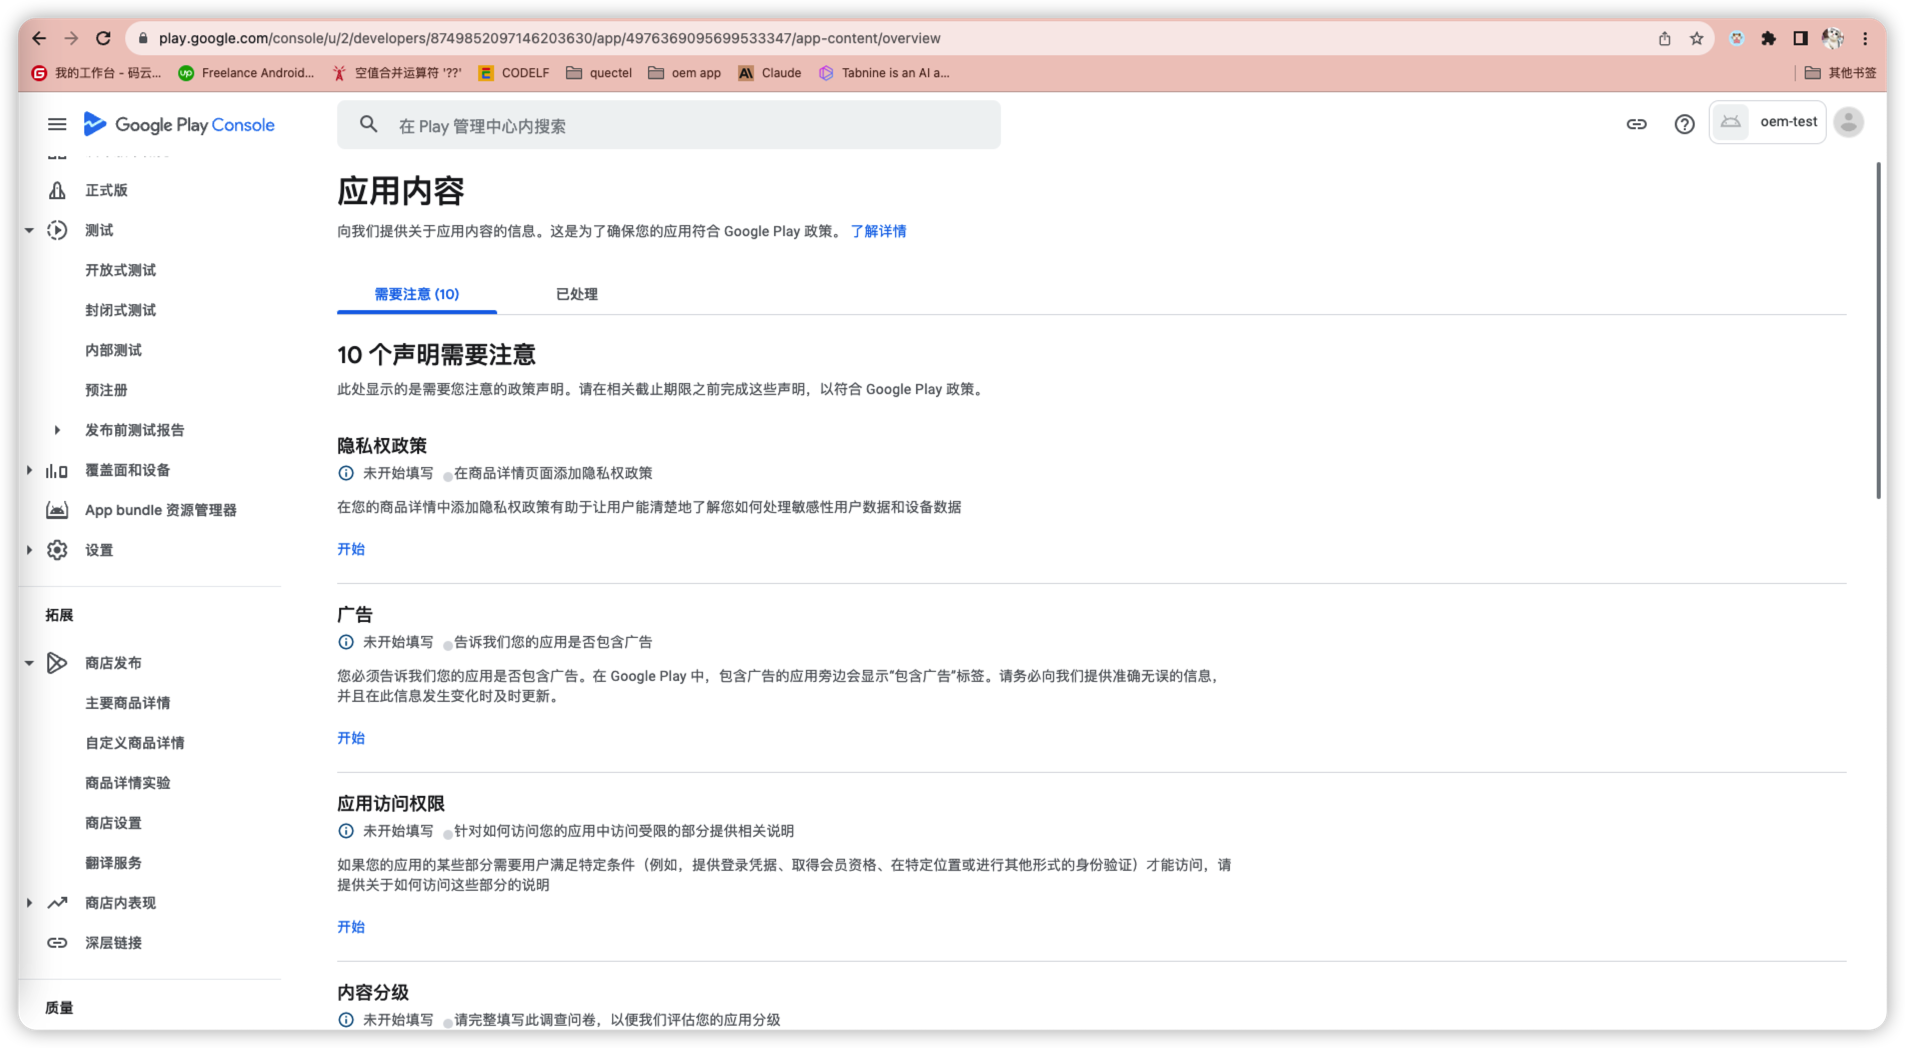 play.google.com/console/u/2/developers/8749852097146203630/app/4976369095699533347/app-content/overview
我的工作台 - 码云...
Freelance Android...
空值合并运算符 '??'
CODELF
quectel
oem app
Claude
Tabnine is an AI a...
其他书签
Google Play Console
在 Play 管理中心内搜索
oem-test
正式版
测试
开放式测试
封闭式测试
内部测试
预注册
发布前测试报告
覆盖面和设备
App bundle 资源管理器
设置
拓展
商店发布
主要商品详情
自定义商品详情
商品详情实验
商店设置
翻译服务
商店内表现
深层链接
质量
应用内容
向我们提供关于应用内容的信息。这是为了确保您的应用符合 Google Play 政策。 了解详情
需要注意 (10)
已处理
10 个声明需要注意
此处显示的是需要您注意的政策声明。请在相关截止期限之前完成这些声明，以符合 Google Play 政策。
隐私权政策
未开始填写 在商品详情页面添加隐私权政策
在您的商品详情中添加隐私权政策有助于让用户能清楚地了解您如何处理敏感性用户数据和设备数据
开始
广告
未开始填写 告诉我们您的应用是否包含广告
您必须告诉我们您的应用是否包含广告。在 Google Play 中，包含广告的应用旁边会显示“包含广告”标签。请务必向我们提供准确无误的信息，
并且在此信息发生变化时及时更新。
开始
应用访问权限
未开始填写 针对如何访问您的应用中访问受限的部分提供相关说明
如果您的应用的某些部分需要用户满足特定条件（例如，提供登录凭据、取得会员资格、在特定位置或进行其他形式的身份验证）才能访问，请
提供关于如何访问这些部分的说明
开始
内容分级
未开始填写 请完整填写此调查问卷，以便我们评估您的应用分级